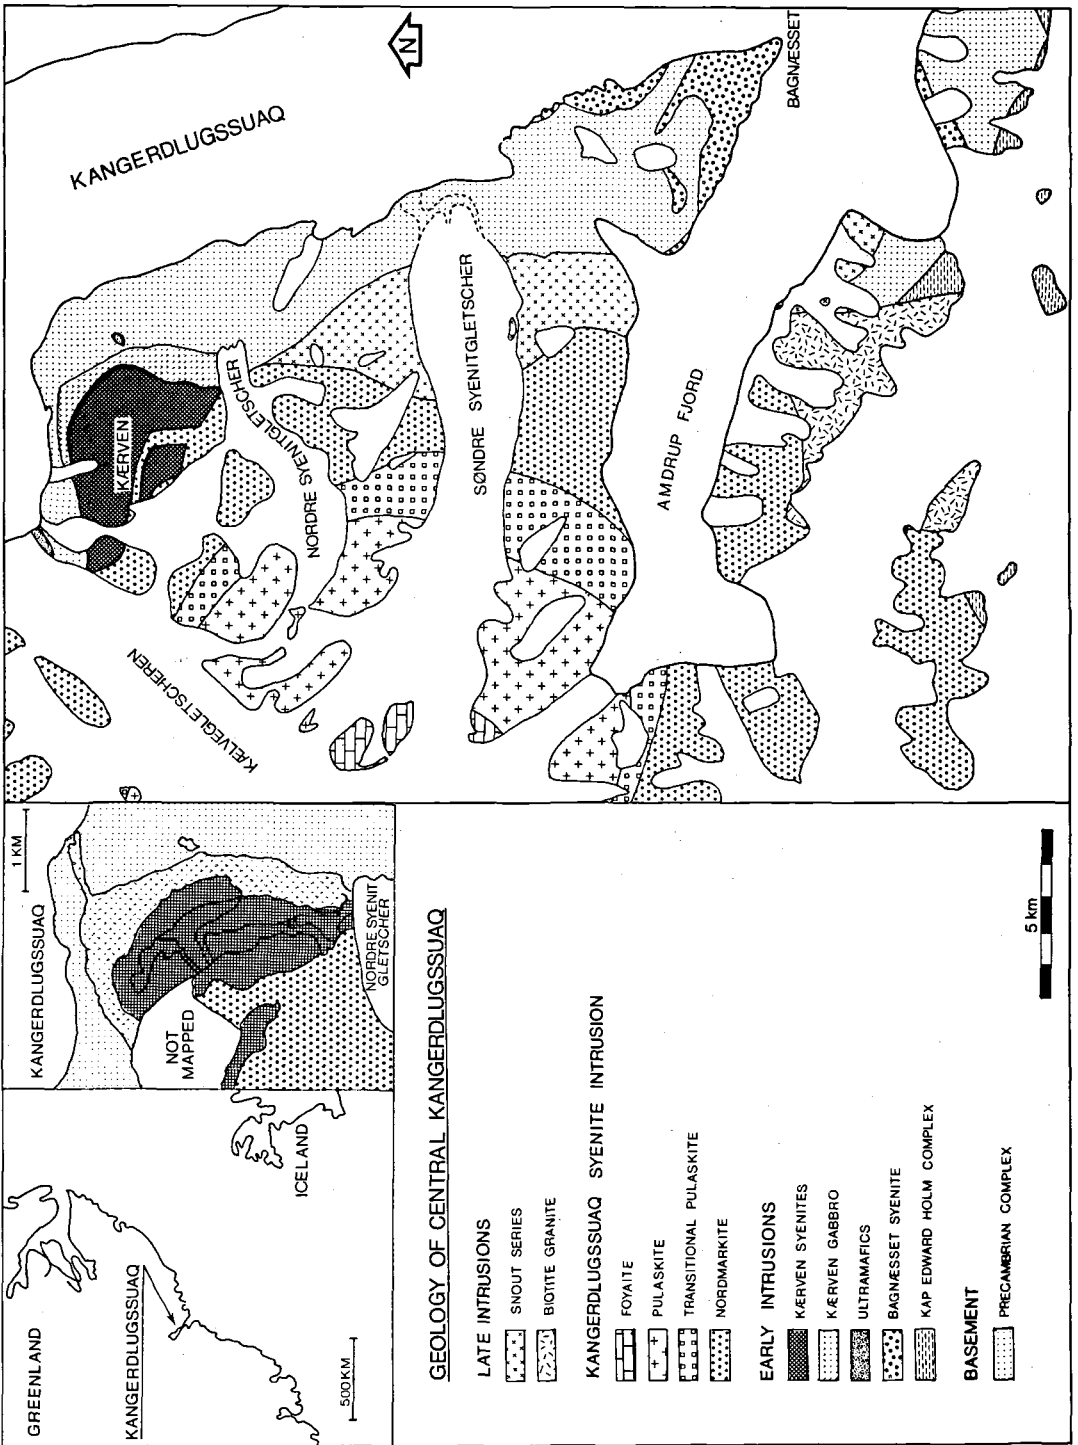 GREENLAND
KANGERDLUGSSUAQ
500KM
ICELAND
KANGERDLUGSSUAQ
1 KM
NOT
MAPPED
NORDRE SYENIT
GLETSCHER
GEOLOGY OF CENTRAL KANGERDLUGSSUAQ
LATE INTRUSIONS
SNOUT SERIES
BIOTITE GRANITE
KANGERDLUGSSUAQ SYENITE INTRUSION
FOYAITE
PULASKITE
TRANSITIONAL PULASKITE
NORDMARKITE
EARLY INTRUSIONS
KÆRVEN SYENITES
KÆRVEN GABBRO
ULTRAMAFICS
BAGNÆSSET SYENITE
KAP EDWARD HOLM COMPLEX
BASEMENT
PRECAMBRIAN COMPLEX
5 km
KANGERDLUGSSUAQ
N
BAGNÆSSET
KÆRVEN
NORDRE SYENITGLETSCHER
SØNDRE SYENITGLETSCHER
AMDRUP FJORD
KÆLVEGLETSCHEREN